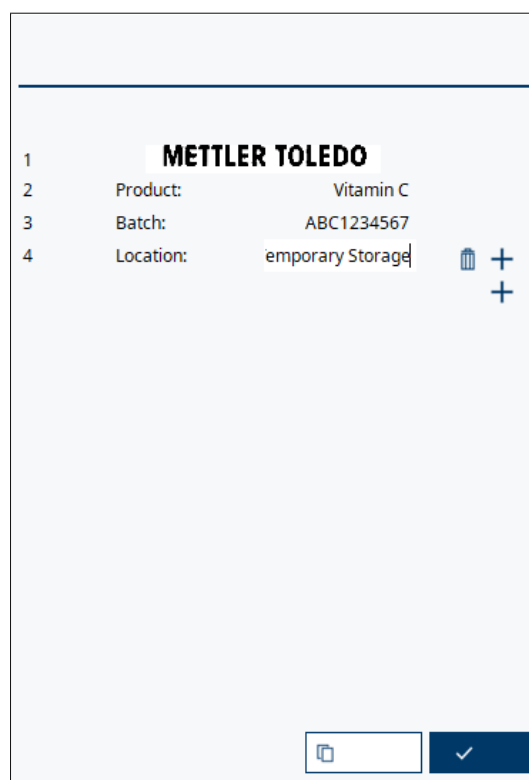 1 METTLER TOLEDO
2 Product: Vitamin C
3 Batch: ABC1234567
4 Location: emporary Storage